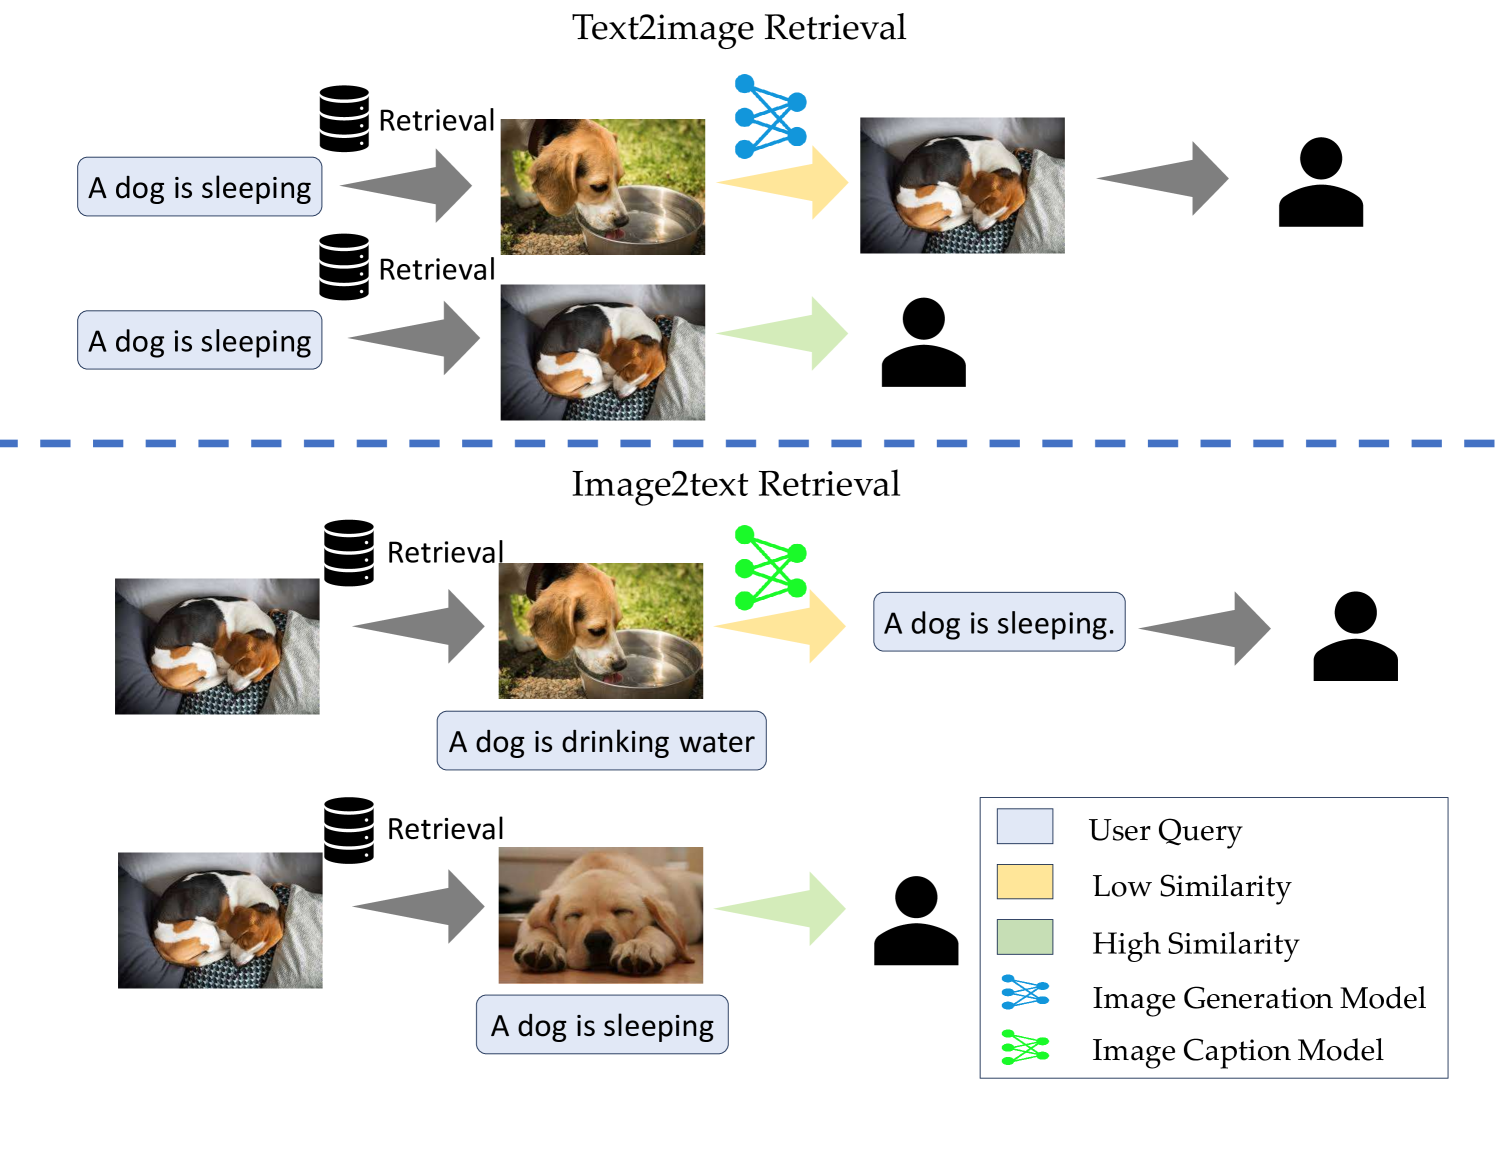 Text2image Retrieval
Retrieval
A dog is sleeping
Retrieval
A dog is sleeping
Image2text Retrieval
Retrieval
A dog is sleeping.
A dog is drinking water
Retrieval
A dog is sleeping
User Query
Low Similarity
High Similarity
Image Generation Model
Image Caption Model